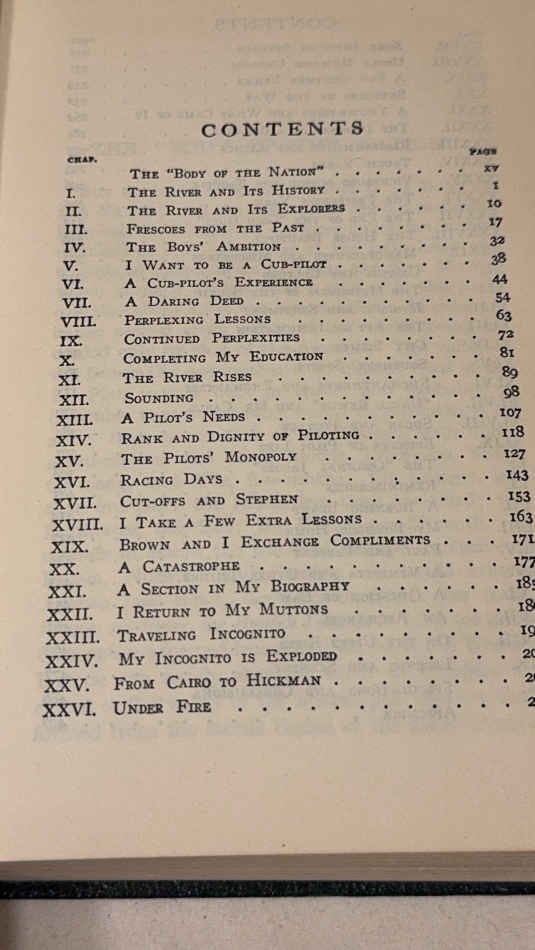 CONTENTS
CHAP. PAGE
THE "BODY OF THE NATION" . . . . . . . XV
I. THE RIVER AND ITS HISTORY . . . . . . . 1
II. THE RIVER AND ITS EXPLORERS . . . . . . 10
III. FRESCOES FROM THE PAST . . . . . . . . 17
IV. THE BOYS' AMBITION . . . . . . . . . 32
V. I WANT TO BE A CUB-PILOT . . . . . . . 38
VI. A CUB-PILOT'S EXPERIENCE . . . . . . . 44
VII. A DARING DEED . . . . . . . . . . . 54
VIII. PERPLEXING LESSONS . . . . . . . . . 63
IX. CONTINUED PERPLEXITIES . . . . . . . . 72
X. COMPLETING MY EDUCATION . . . . . . . 81
XI. THE RIVER RISES . . . . . . . . . . 89
XII. SOUNDING . . . . . . . . . . . . . 98
XIII. A PILOT'S NEEDS . . . . . . . . . . . 107
XIV. RANK AND DIGNITY OF PILOTING . . . . . . 118
XV. THE PILOTS' MONOPOLY . . . . . . . . 127
XVI. RACING DAYS . . . . . . . . . . . . 143
XVII. CUT-OFFS AND STEPHEN . . . . . . . . 153
XVIII. I TAKE A FEW EXTRA LESSONS . . . . . . 163
XIX. BROWN AND I EXCHANGE COMPLIMENTS . . . 171
XX. A CATASTROPHE . . . . . . . . . . . 177
XXI. A SECTION IN MY BIOGRAPHY . . . . . . 185
XXII. I RETURN TO MY MUTTONS . . . . . . . 18
XXIII. TRAVELING INCOGNITO . . . . . . . . 19
XXIV. MY INCOGNITO IS EXPLODED . . . . . . . 20
XXV. FROM CAIRO TO HICKMAN . . . . . . . . 2
XXVI. UNDER FIRE . . . . . . . . . . . . 2